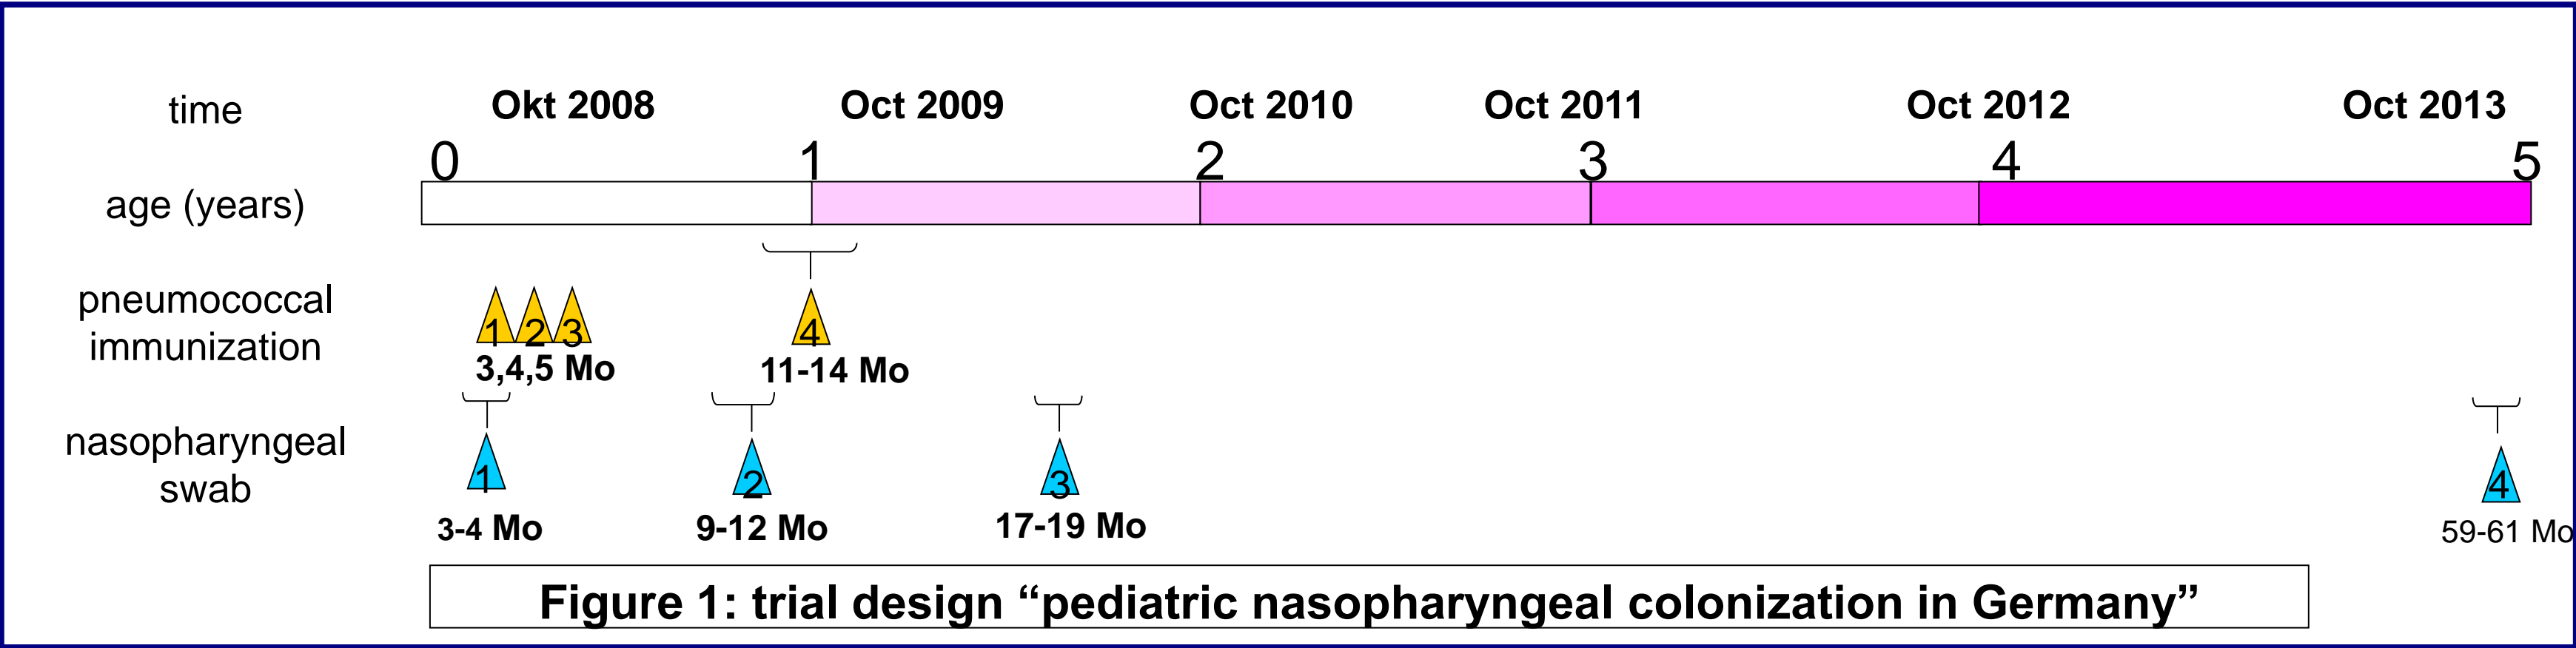 time Okt 2008 Oct 2009 Oct 2010 Oct 2011 Oct 2012 Oct 2013
0 1 2 3 4 5
age (years)
pneumococcal
immunization
1 2 3 4
3,4,5 Mo 11-14 Mo
nasopharyngeal
swab
1 2 3 4
3-4 Mo 9-12 Mo 17-19 Mo 59-61 Mo
Figure 1: trial design “pediatric nasopharyngeal colonization in Germany”